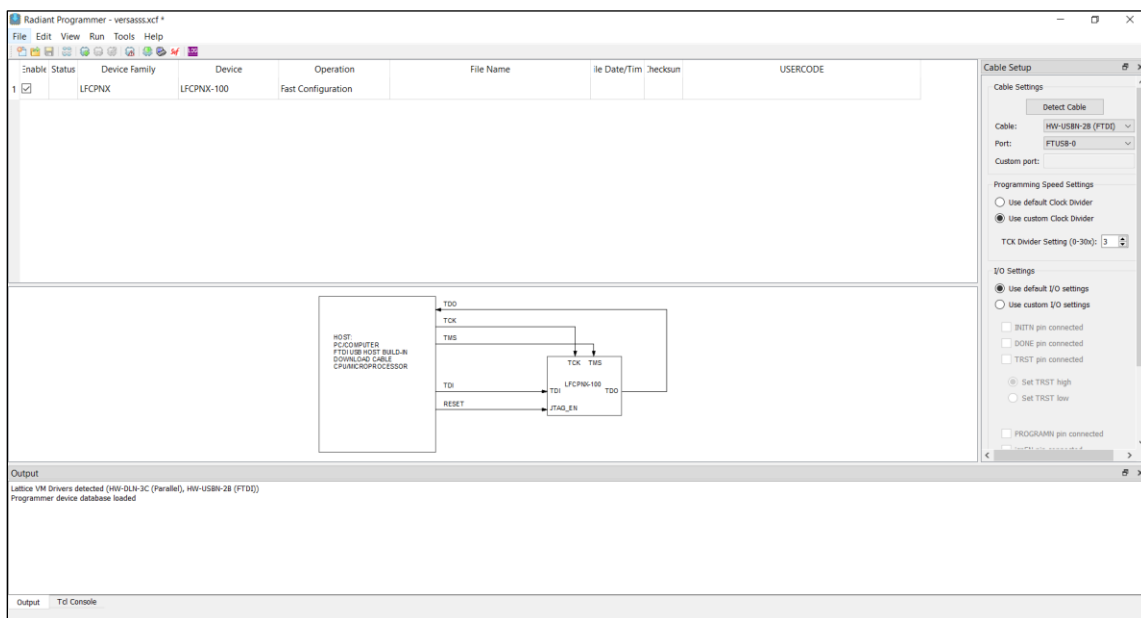 Radiant Programmer - versasss.xcf *
File Edit View Run Tools Help
Enable Status Device Family Device Operation File Name ile Date/Tim Checksum USERCODE
1 LFCPNX LFCPNX-100 Fast Configuration
Cable Setup
Cable Settings
Detect Cable
Cable: HW-USBN-2B (FTDI)
Port: FTUSB-0
Custom port:
Programming Speed Settings
Use default Clock Divider
Use custom Clock Divider
TCK Divider Setting (0-30x): 3
I/O Settings
Use default I/O settings
Use custom I/O settings
INITN pin connected
DONE pin connected
TRST pin connected
Set TRST high
Set TRST low
PROGRAMN pin connected
TDO
TCK
TMS
HOST:
PC/COMPUTER
FTDI USB HOST BUILD-IN
DOWNLOAD CABLE
CPU/MICROPROCESSOR
TCK TMS
LFCPNX-100
TDI
TDI TDO
RESET
JTAG_EN
Output
Lattice VM Drivers detected (HW-DLN-3C (Parallel), HW-USBN-2B (FTDI))
Programmer device database loaded
Output Tcl Console